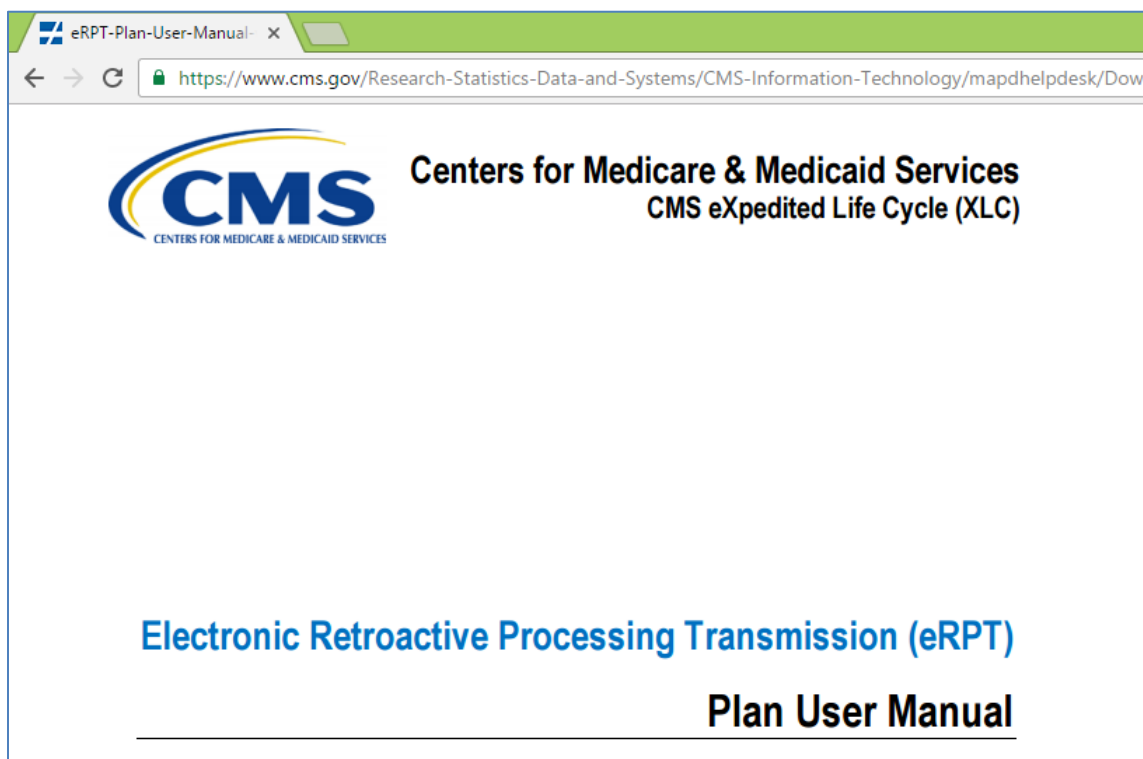 eRPT-Plan-User-Manual-
https://www.cms.gov/Research-Statistics-Data-and-Systems/CMS-Information-Technology/mapdhelpdesk/Dow
CMS
CENTERS FOR MEDICARE & MEDICAID SERVICES
Centers for Medicare & Medicaid Services
CMS eXpedited Life Cycle (XLC)
Electronic Retroactive Processing Transmission (eRPT)
Plan User Manual